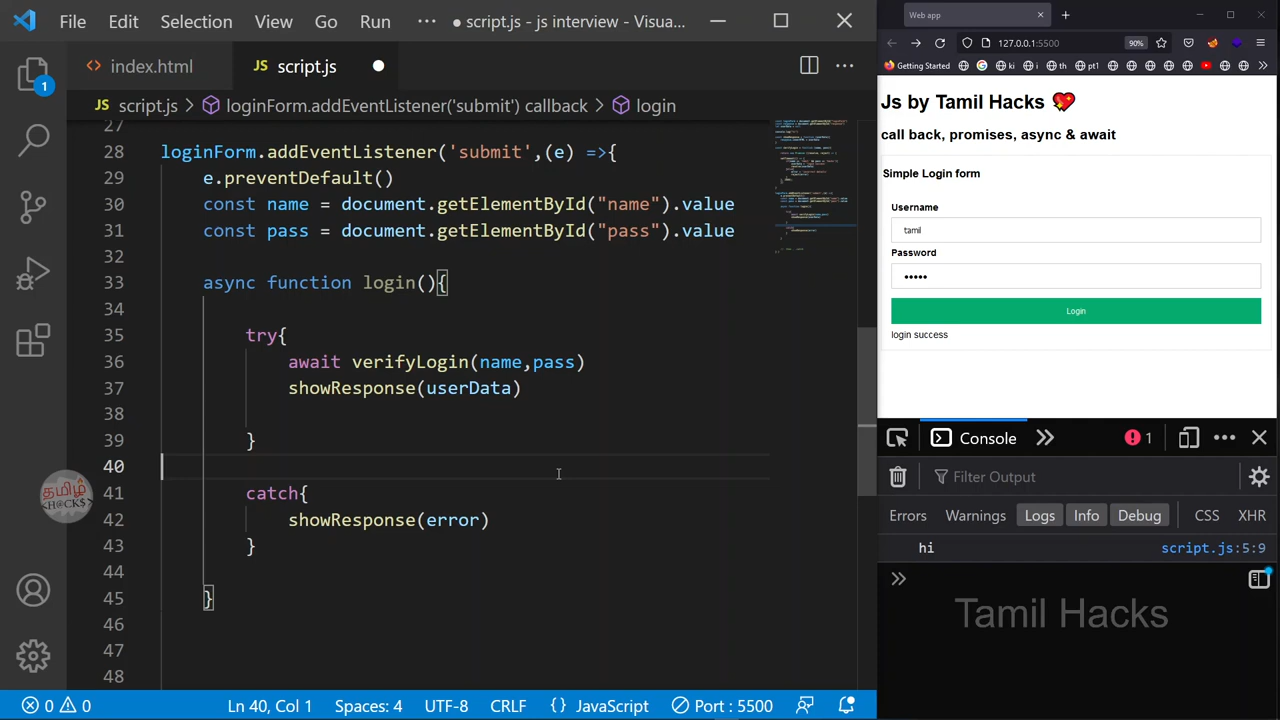 File Edit Selection View Go Run ··· ● script.js - js interview - Visua...
index.html
JS script.js
JS script.js > loginForm.addEventListener('submit') callback > login
27
28 loginForm.addEventListener('submit',(e) =>{
29 e.preventDefault()
30 const name = document.getElementById("name").value
31 const pass = document.getElementById("pass").value
32
33 async function login(){
34
35 try{
36 await verifyLogin(name,pass)
37 showResponse(userData)
38
39 }
40
41 catch{
42 showResponse(error)
43 }
44
45 }
46
47
48
1
தமிழ்
<HACK$>
0 0 Ln 40, Col 1 Spaces: 4 UTF-8 CRLF {} JavaScript Port : 5500
Web app
127.0.0.1:5500 90%
Getting Started ki i th pt1
Js by Tamil Hacks 💖
call back, promises, async & await
Simple Login form
Username
tamil
Password
•••••
Login
login success
Console 1
Filter Output
Errors Warnings Logs Info Debug CSS XHR
hi script.js:5:9
Tamil Hacks